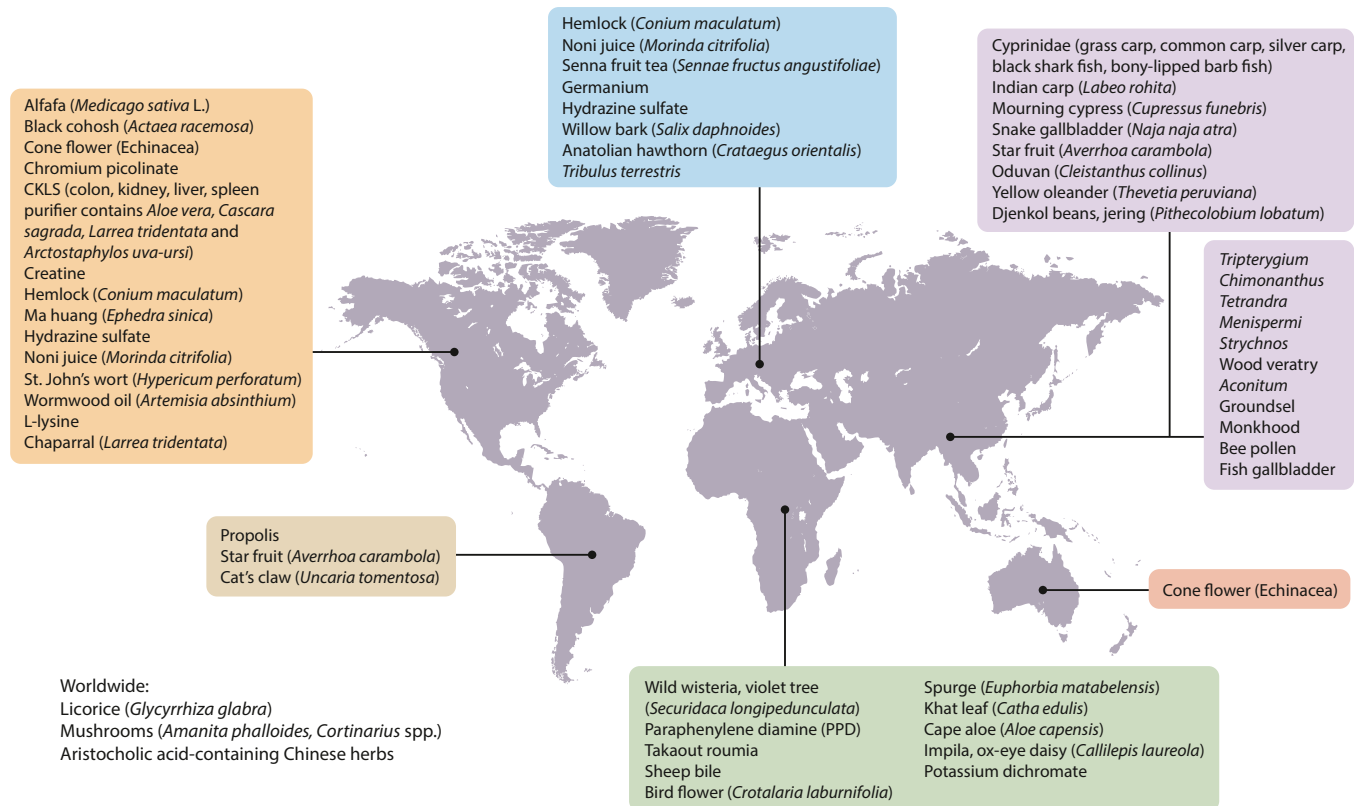 Hemlock (Conium maculatum)
Noni juice (Morinda citrifolia)
Senna fruit tea (Sennae fructus angustifoliae)
Germanium
Hydrazine sulfate
Willow bark (Salix daphnoides)
Anatolian hawthorn (Crataegus orientalis)
Tribulus terrestris
Cyprinidae (grass carp, common carp, silver carp,
black shark fish, bony-lipped barb fish)
Indian carp (Labeo rohita)
Mourning cypress (Cupressus funebris)
Snake gallbladder (Naja naja atra)
Star fruit (Averrhoa carambola)
Oduvan (Cleistanthus collinus)
Yellow oleander (Thevetia peruviana)
Djenkol beans, jering (Pithecolobium lobatum)
Alfafa (Medicago sativa L.)
Black cohosh (Actaea racemosa)
Cone flower (Echinacea)
Chromium picolinate
CKLS (colon, kidney, liver, spleen
purifier contains Aloe vera, Cascara
sagrada, Larrea tridentata and
Arctostaphylos uva-ursi)
Creatine
Hemlock (Conium maculatum)
Ma huang (Ephedra sinica)
Hydrazine sulfate
Noni juice (Morinda citrifolia)
St. John's wort (Hypericum perforatum)
Wormwood oil (Artemisia absinthium)
L-lysine
Chaparral (Larrea tridentata)
Tripterygium
Chimonanthus
Tetrandra
Menispermi
Strychnos
Wood veratry
Aconitum
Groundsel
Monkhood
Bee pollen
Fish gallbladder
Propolis
Star fruit (Averrhoa carambola)
Cat's claw (Uncaria tomentosa)
Cone flower (Echinacea)
Worldwide:
Licorice (Glycyrrhiza glabra)
Mushrooms (Amanita phalloides, Cortinarius spp.)
Aristocholic acid-containing Chinese herbs
Wild wisteria, violet tree
(Securidaca longipedunculata)
Paraphenylene diamine (PPD)
Takaout roumia
Sheep bile
Bird flower (Crotalaria laburnifolia)
Spurge (Euphorbia matabelensis)
Khat leaf (Catha edulis)
Cape aloe (Aloe capensis)
Impila, ox-eye daisy (Callilepis laureola)
Potassium dichromate